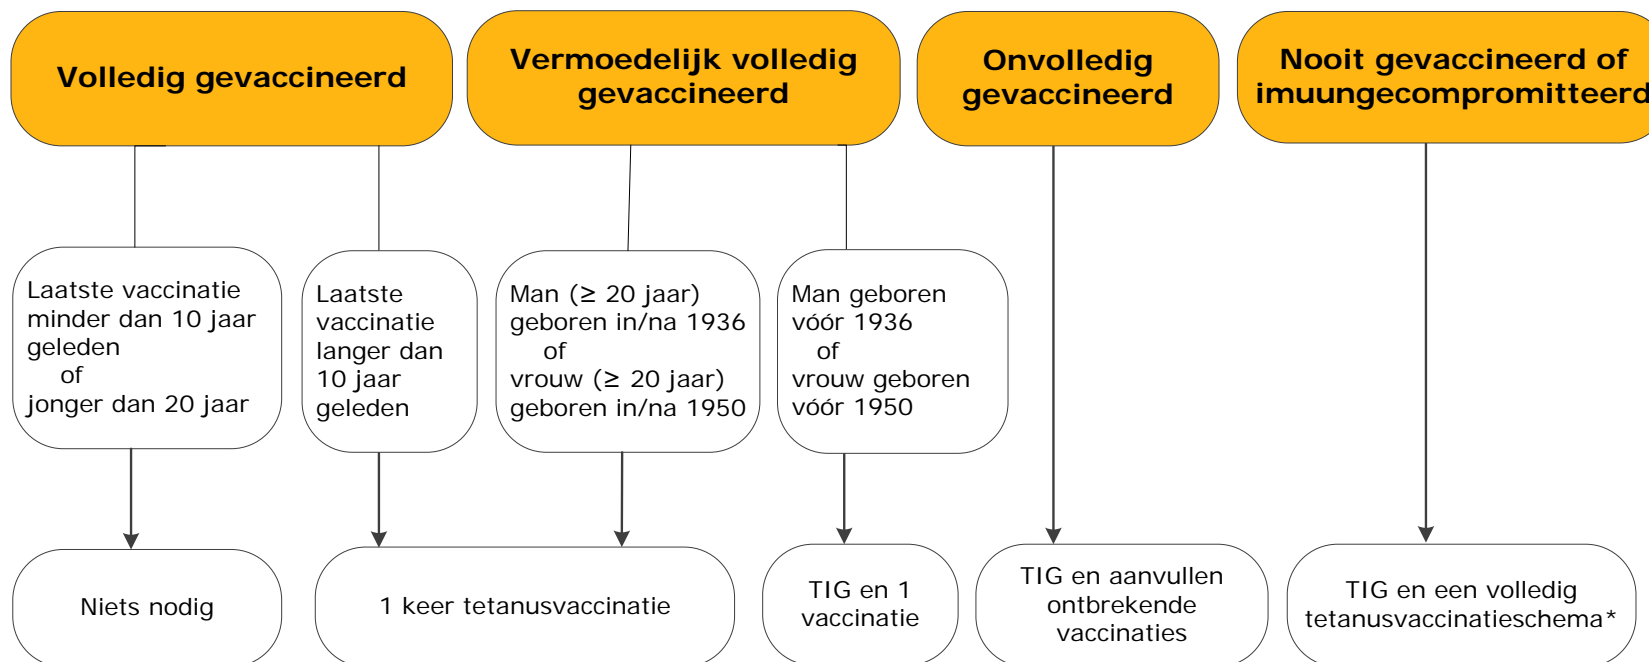 Volledig gevaccineerd
Vermoedelijk volledig
gevaccineerd
Onvolledig
gevaccineerd
Nooit gevaccineerd of
imuungecompromitteerd
Laatste vaccinatie
minder dan 10 jaar
geleden
of
jonger dan 20 jaar
Laatste
vaccinatie
langer dan
10 jaar
geleden
Man (≥ 20 jaar)
geboren in/na 1936
of
vrouw (≥ 20 jaar)
geboren in/na 1950
Man geboren
vóór 1936
of
vrouw geboren
vóór 1950
Niets nodig
1 keer tetanusvaccinatie
TIG en 1
vaccinatie
TIG en aanvullen
ontbrekende
vaccinaties
TIG en een volledig
tetanusvaccinatieschema*